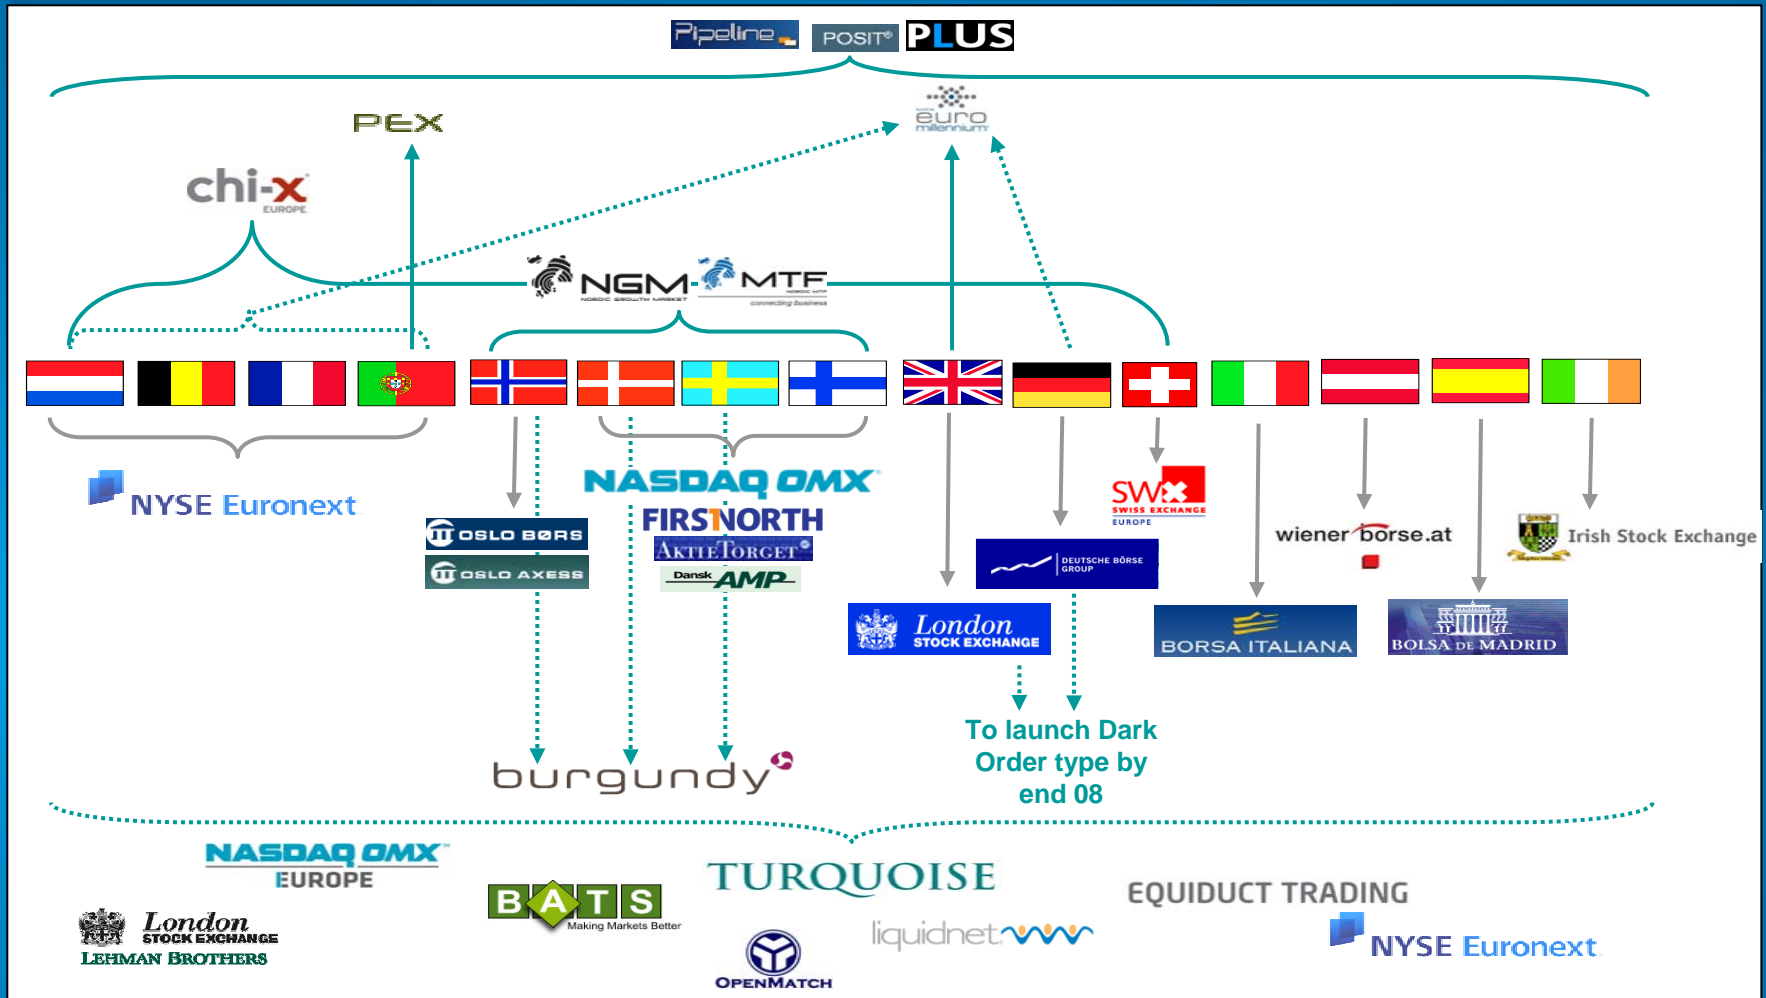 Pipeline
POSIT®
PLUS
PEX
euro
millennium
chi-x
EUROPE
NGM
NORDIC GROWTH MARKET
MTF
NORDIC MTF
connecting business
NYSE Euronext
NASDAQ OMX
FIRSTNORTH
AKTIETORGET
Dansk AMP
OSLO BØRS
OSLO AXESS
SWX
SWISS EXCHANGE
EUROPE
DEUTSCHE BÖRSE
GROUP
wiener börse.at
Irish Stock Exchange
London
STOCK EXCHANGE
BORSA ITALIANA
BOLSA DE MADRID
To launch Dark
Order type by
end 08
burgundy
NASDAQ OMX
EUROPE
BATS
Making Markets Better
TURQUOISE
EQUIDUCT TRADING
London
STOCK EXCHANGE
LEHMAN BROTHERS
liquidnet
NYSE Euronext
OPENMATCH